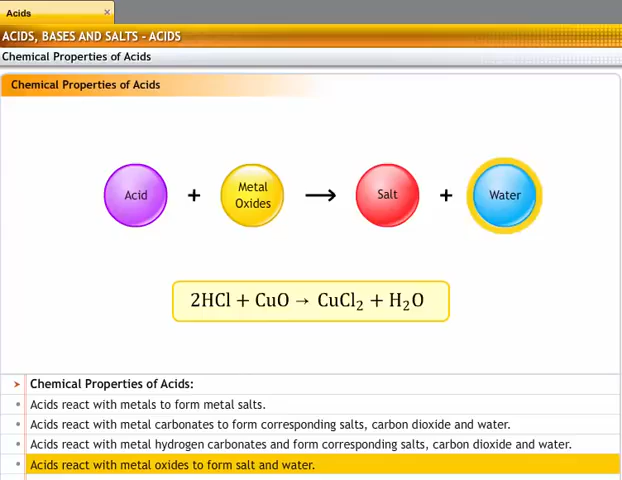 Acids ×
ACIDS, BASES AND SALTS - ACIDS
Chemical Properties of Acids
Chemical Properties of Acids
Acid + Metal Oxides → Salt + Water
2HCl + CuO → CuCl₂ + H₂O
➤ Chemical Properties of Acids:
• Acids react with metals to form metal salts.
• Acids react with metal carbonates to form corresponding salts, carbon dioxide and water.
• Acids react with metal hydrogen carbonates and form corresponding salts, carbon dioxide and water.
• Acids react with metal oxides to form salt and water.